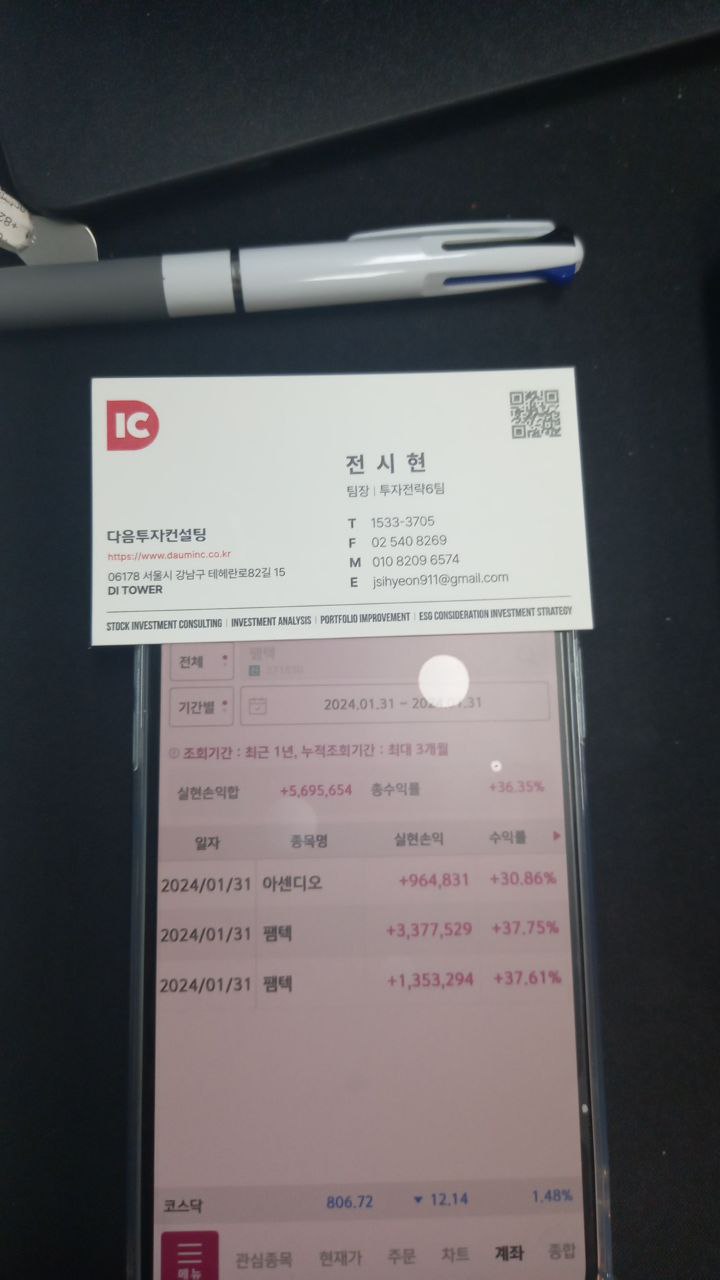 IC
전 시 현
팀장 | 투자전략6팀
다음투자컨설팅
https://www.dauminc.co.kr
06178 서울시 강남구 테헤란로82길 15
DI TOWER
T 1533-3705
F 02 540 8269
M 010 8209 6574
E jsihyeon911@gmail.com
STOCK INVESTMENT CONSULTING | INVESTMENT ANALYSIS | PORTFOLIO IMPROVEMENT | ESG CONSIDERATION INVESTMENT STRATEGY
전체 팸텍
기간별 2024.01.31 ~ 2024.01.31
조회기간 : 최근 1년, 누적조회기간 : 최대 3개월
실현손익합 +5,695,654 총수익률 +36.35%
일자 종목명 실현손익 수익률
2024/01/31 아센디오 +964,831 +30.86%
2024/01/31 팸텍 +3,377,529 +37.75%
2024/01/31 팸텍 +1,353,294 +37.61%
코스닥 806.72 ▼ 12.14 1.48%
메뉴 관심종목 현재가 주문 차트 계좌 종합